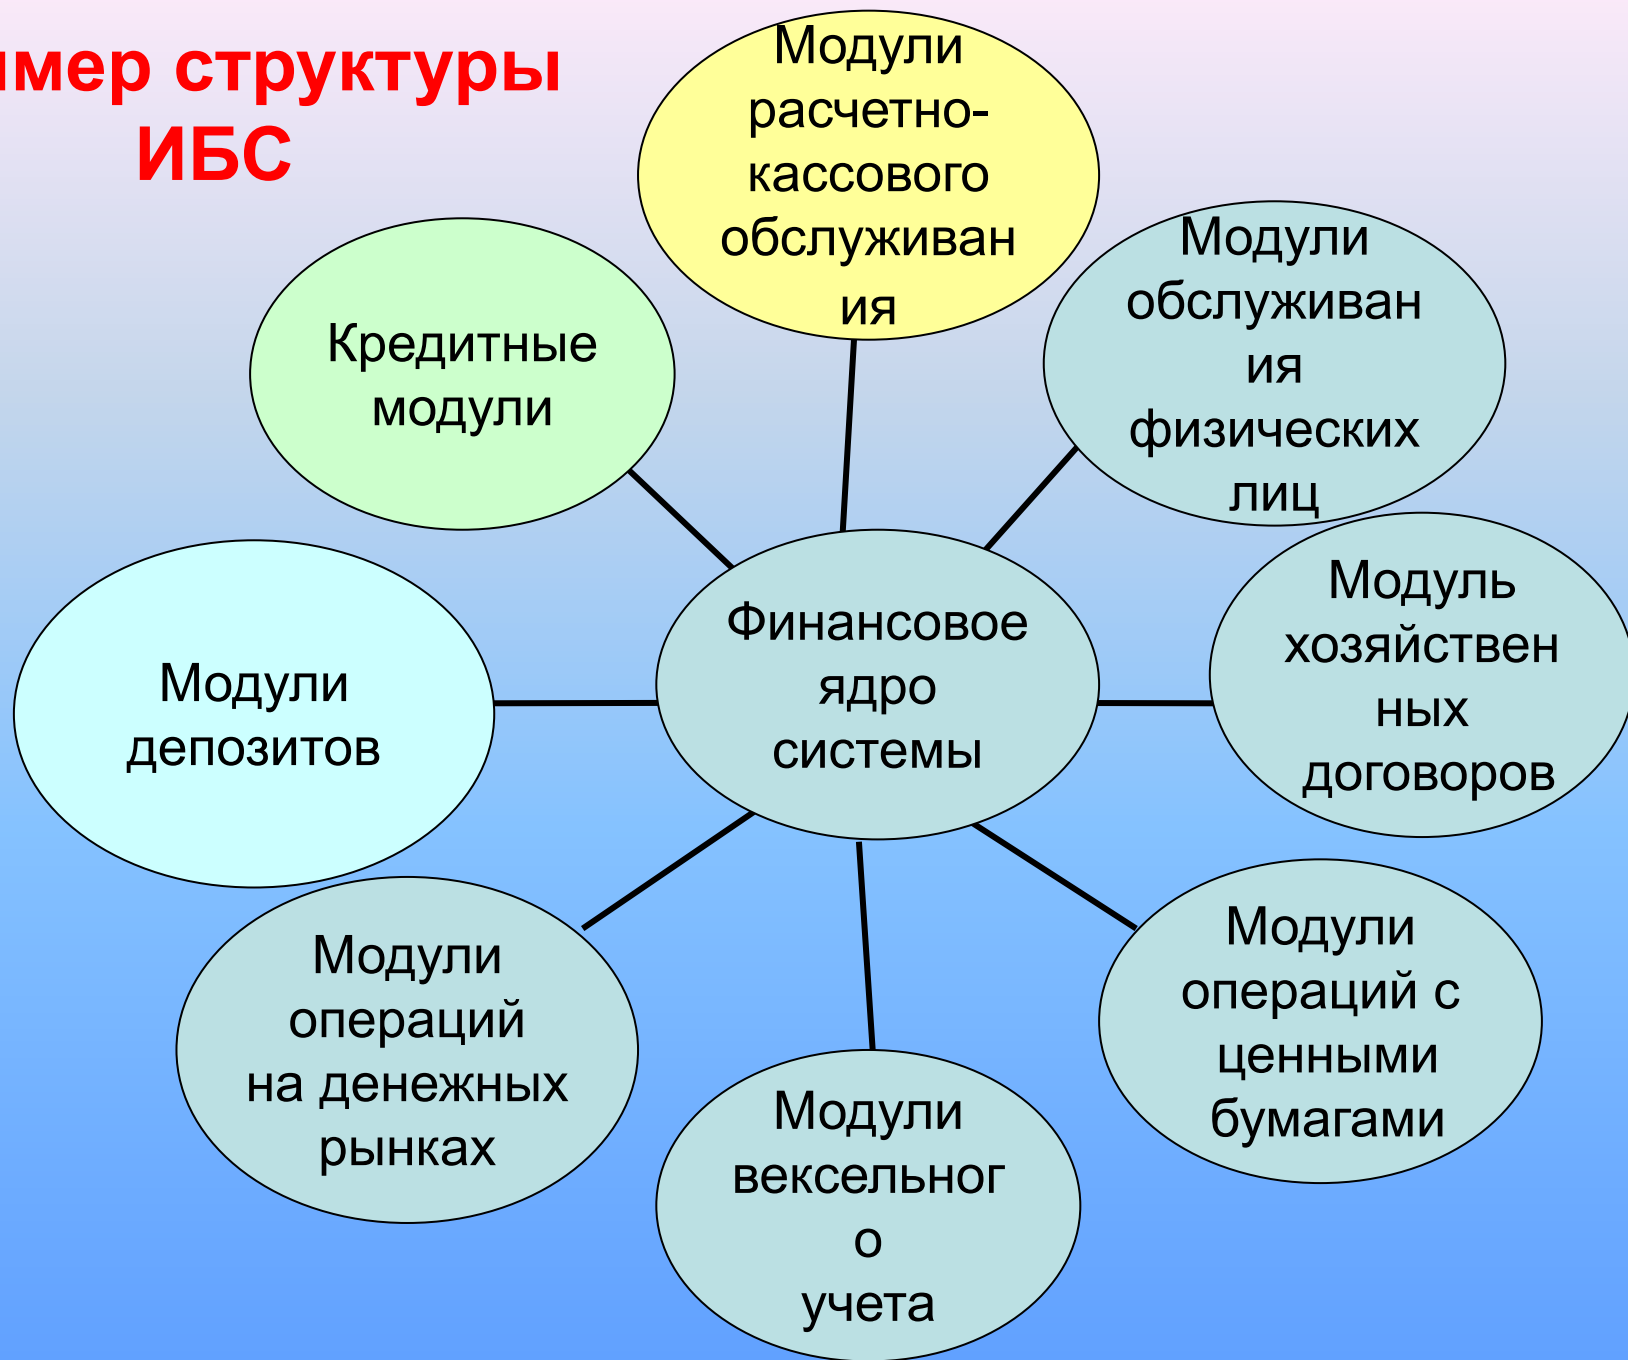 имер структуры
ИБС
Модули
расчетно-
кассового
обслуживан
ия
Модули
обслуживан
ия
физических
лиц
Кредитные
модули
Модуль
хозяйствен
ных
договоров
Финансовое
ядро
системы
Модули
депозитов
Модули
операций с
ценными
бумагами
Модули
операций
на денежных
рынках
Модули
вексельног
о
учета